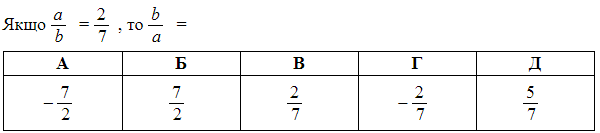 Якщо a/b = 2/7 , то b/a =
А Б В Г Д
−7/2 7/2 2/7 −2/7 5/7